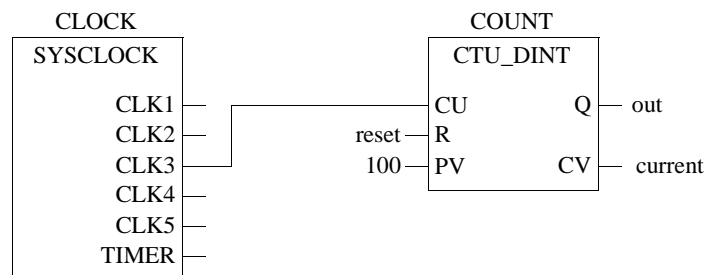 CLOCK
SYSCLOCK
CLK1
CLK2
CLK3
CLK4
CLK5
TIMER
COUNT
CTU_DINT
CU Q out
reset R
100 PV CV current